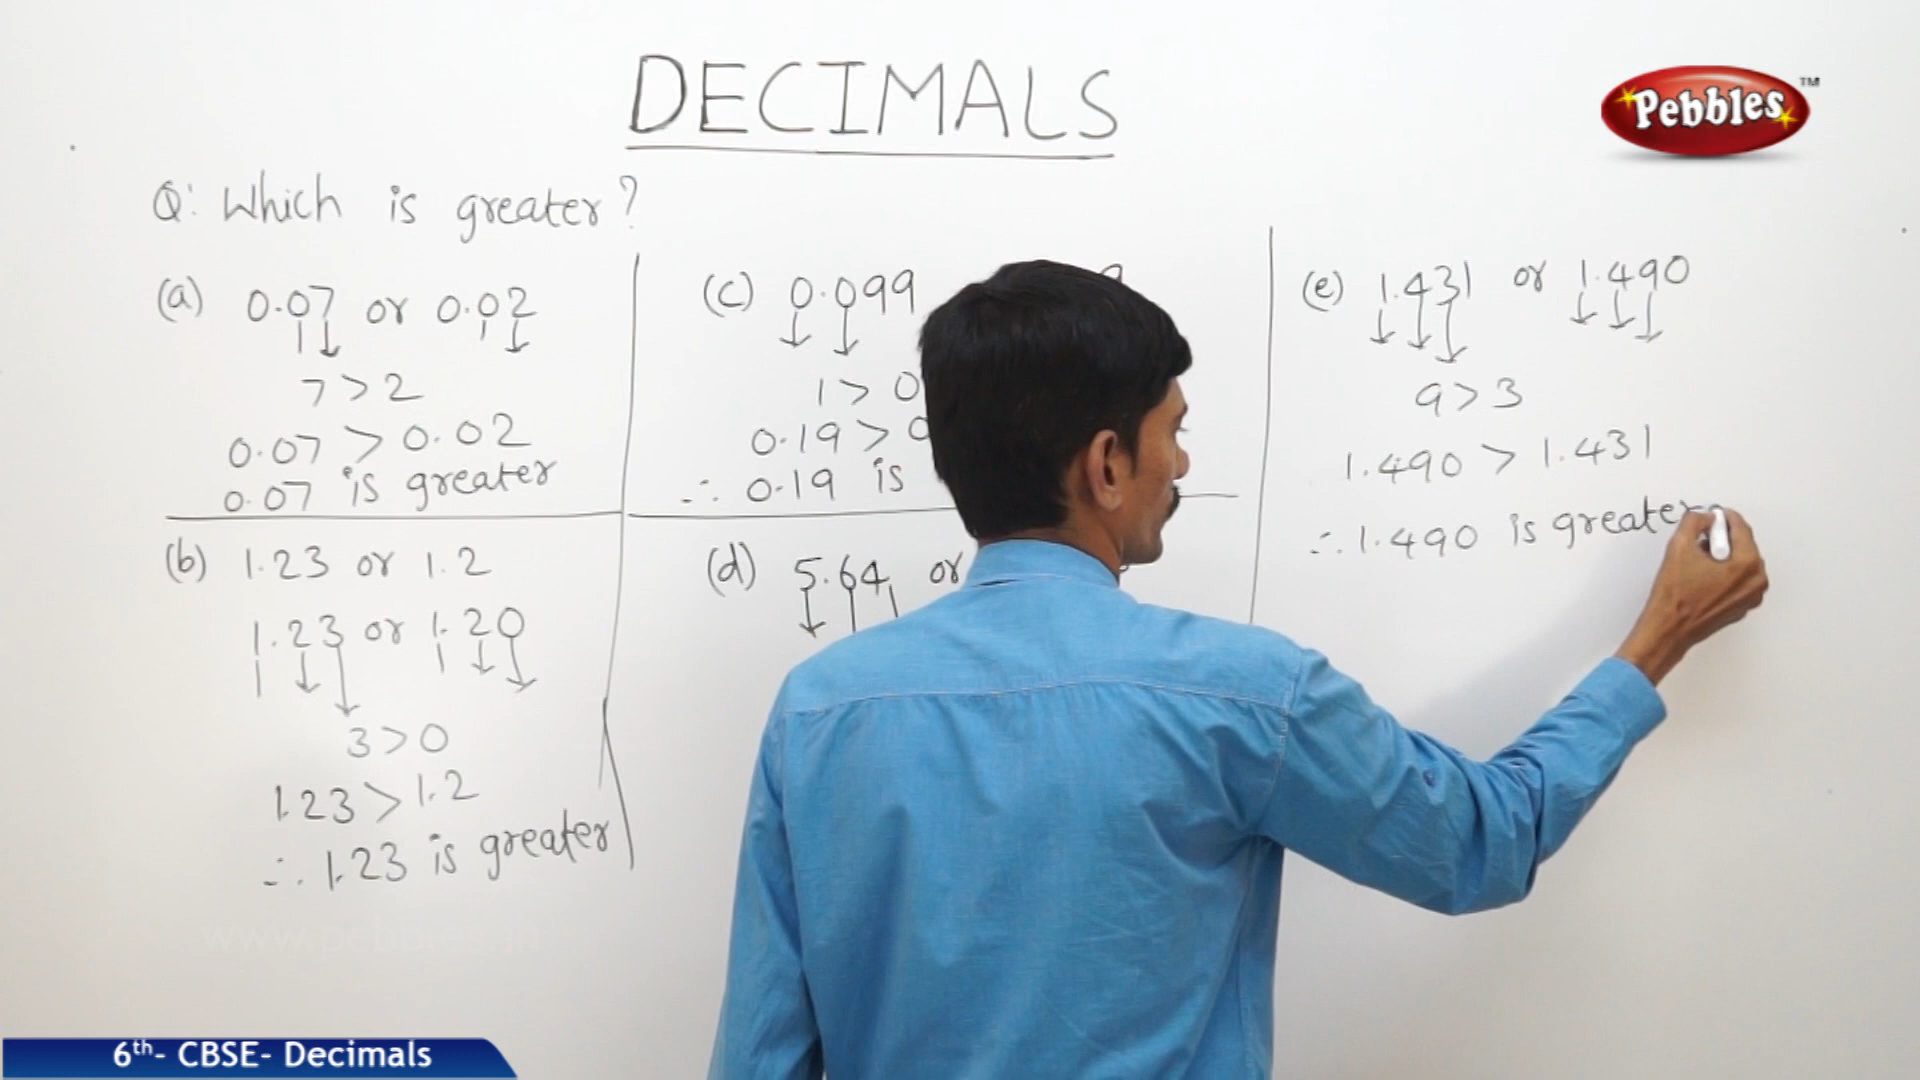 DECIMALS
Pebbles™
Q: Which is greater?
(a) 0.07 or 0.02
7 > 2
0.07 > 0.02
0.07 is greater
(b) 1.23 or 1.2
1.23 or 1.20
3 > 0
1.23 > 1.2
∴ 1.23 is greater
(c) 0.099
1 > 0
0.19 >
∴ 0.19 is
(d) 5.64 or
(e) 1.431 or 1.490
9 > 3
1.490 > 1.431
∴ 1.490 is greater
6th- CBSE- Decimals